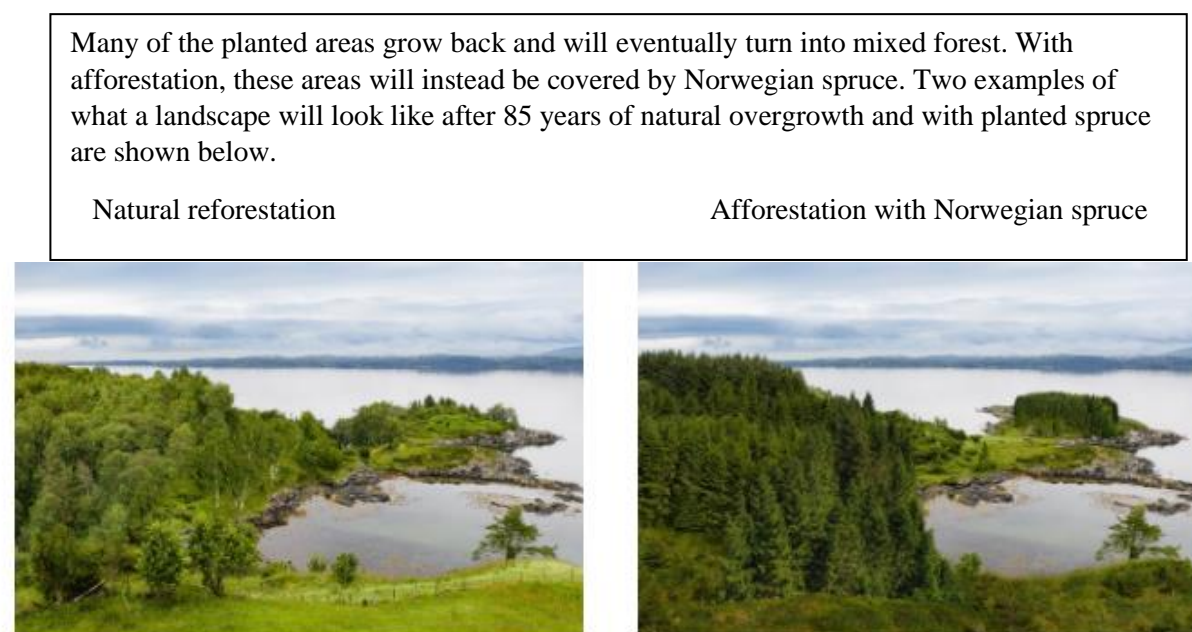 Many of the planted areas grow back and will eventually turn into mixed forest. With
afforestation, these areas will instead be covered by Norwegian spruce. Two examples of
what a landscape will look like after 85 years of natural overgrowth and with planted spruce
are shown below.
Natural reforestation Afforestation with Norwegian spruce